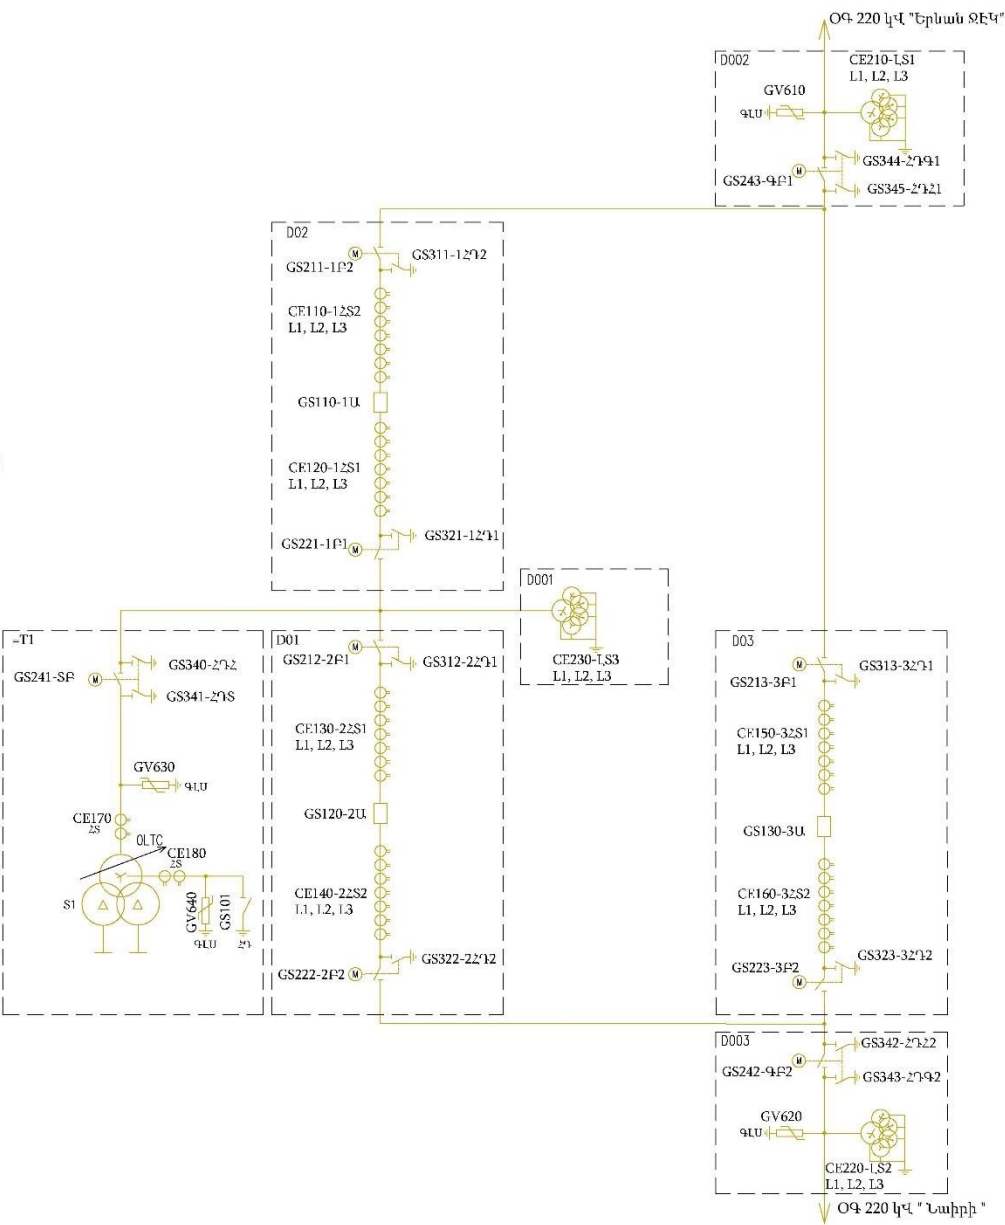 ՕԳ 220 կՎ "Երևան ՋԷԿ"
D002
CE210-ԼՏ1
L1, L2, L3
GV610
ԳԼՍ
GS344-ՀԴԳ1
GS243-ԳԲ1
GS345-ՀԴՀ1
D02
GS311-1ՀԴ2
GS211-1Բ2
CE110-1ՀՏ2
L1, L2, L3
GS110-1Ա
CE120-1ՀՏ1
L1, L2, L3
GS321-1ՀԴ1
GS221-1Բ1
D001
CE230-ԼՏ3
L1, L2, L3
=T1
GS340-ՀԴՀ
GS241-ՏԲ
GS341-ՀԴՏ
GV630
ԳԼՍ
CE170
ՀՏ
OLTC
CE180
ՀՏ
S1
GV640
GS101
ԳԼՍ
ՀԴ
D01
GS212-2Բ1
GS312-2ՀԴ1
CE130-2ՀՏ1
L1, L2, L3
GS120-2Ա
CE140-2ՀՏ2
L1, L2, L3
GS322-2ՀԴ2
GS222-2Բ2
D03
GS313-3ՀԴ1
GS213-3Բ1
CE150-3ՀՏ1
L1, L2, L3
GS130-3Ա
CE160-3ՀՏ2
L1, L2, L3
GS323-3ՀԴ2
GS223-3Բ2
D003
GS342-ՀԴՀ2
GS242-ԳԲ2
GS343-ՀԴԳ2
GV620
ԳԼՍ
CE220-ԼՏ2
L1, L2, L3
ՕԳ 220 կՎ " Նաիրի "